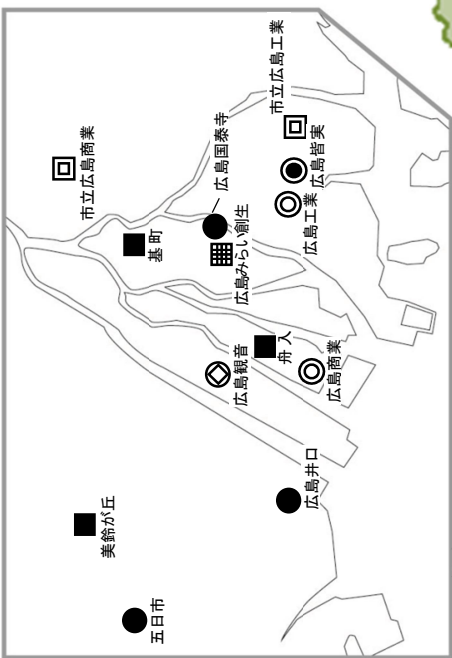 市立広島商業
市立広島工業
広島国泰寺
基町
広島みらい創生
広島皆実
広島工業
広島観音
舟入
広島商業
美鈴が丘
広島井口
五日市